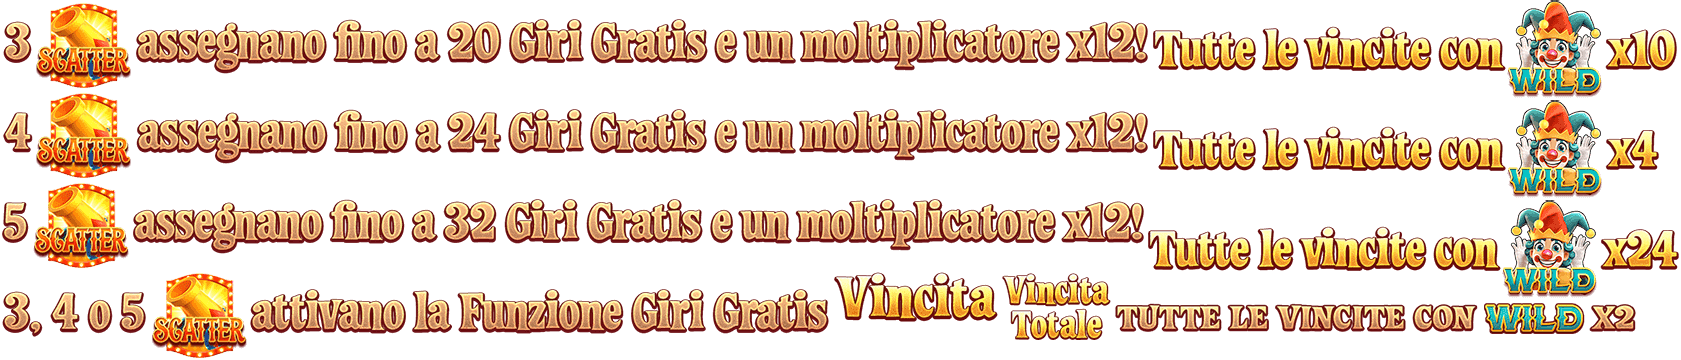 3 SCATTER assegnano fino a 20 Giri Gratis e un moltiplicatore x12!
Tutte le vincite con WILD x10
4 SCATTER assegnano fino a 24 Giri Gratis e un moltiplicatore x12!
Tutte le vincite con WILD x4
5 SCATTER assegnano fino a 32 Giri Gratis e un moltiplicatore x12!
Tutte le vincite con WILD x24
3, 4 o 5 SCATTER attivano la Funzione Giri Gratis
Vincita
Vincita
Totale
TUTTE LE VINCITE CON WILD X2